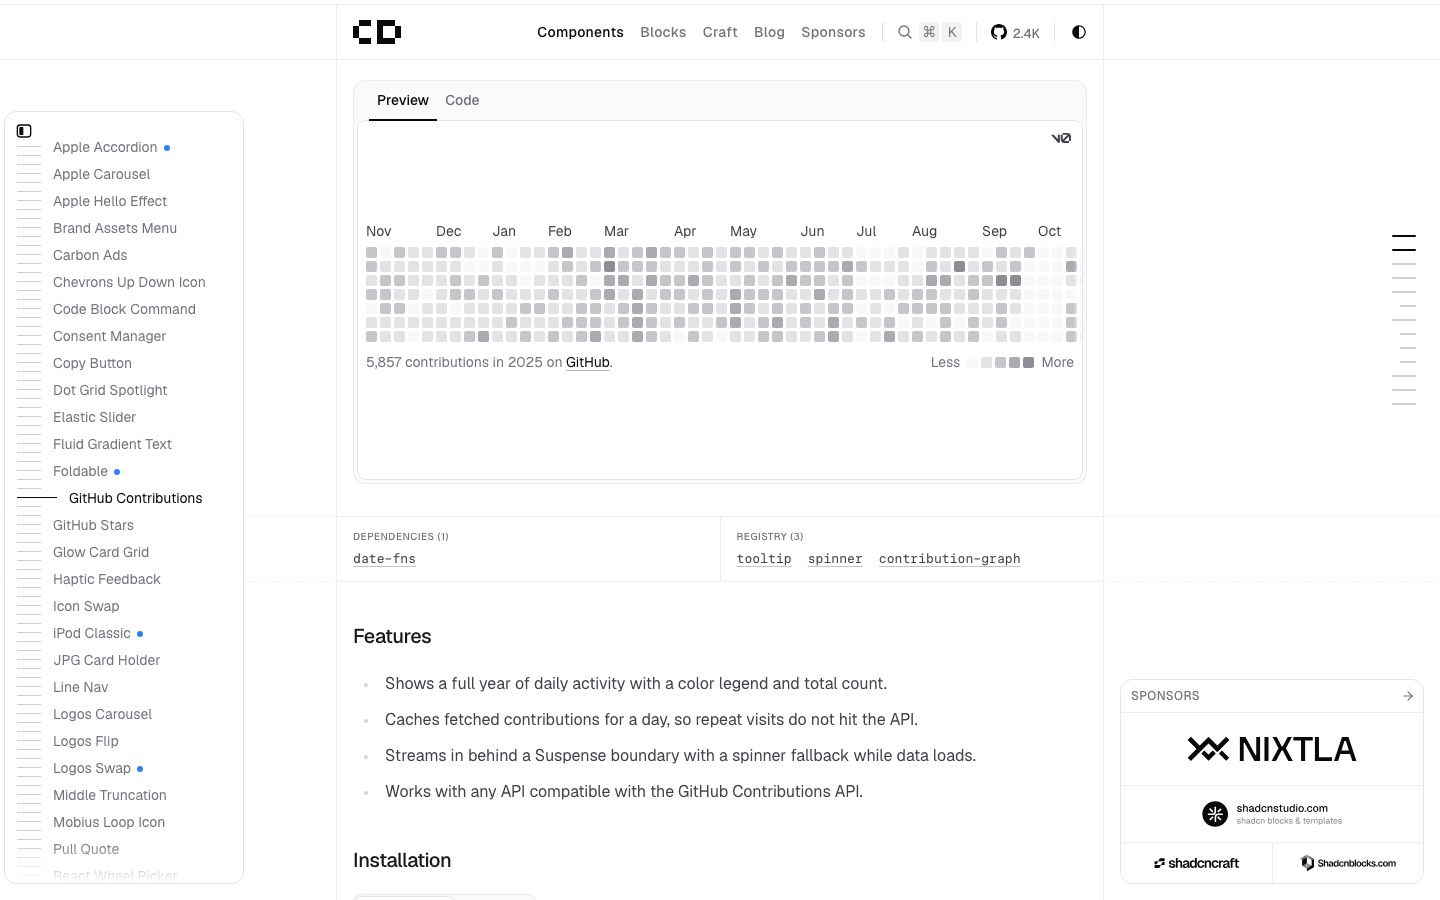 CD
Components Blocks Craft Blog Sponsors ⌘ K 2.4K
Preview Code
v0
Apple Accordion
Apple Carousel
Apple Hello Effect
Brand Assets Menu
Carbon Ads
Chevrons Up Down Icon
Code Block Command
Consent Manager
Copy Button
Dot Grid Spotlight
Elastic Slider
Fluid Gradient Text
Foldable
GitHub Contributions
GitHub Stars
Glow Card Grid
Haptic Feedback
Icon Swap
iPod Classic
JPG Card Holder
Line Nav
Logos Carousel
Logos Flip
Logos Swap
Middle Truncation
Mobius Loop Icon
Pull Quote
React Wheel Picker
Nov Dec Jan Feb Mar Apr May Jun Jul Aug Sep Oct
5,857 contributions in 2025 on GitHub.
Less More
DEPENDENCIES (1)
date-fns
REGISTRY (3)
tooltip spinner contribution-graph
Features
Shows a full year of daily activity with a color legend and total count.
Caches fetched contributions for a day, so repeat visits do not hit the API.
Streams in behind a Suspense boundary with a spinner fallback while data loads.
Works with any API compatible with the GitHub Contributions API.
Installation
SPONSORS
NIXTLA
shadcnstudio.com
shadcn blocks & templates
shadcncraft
Shadcnblocks.com